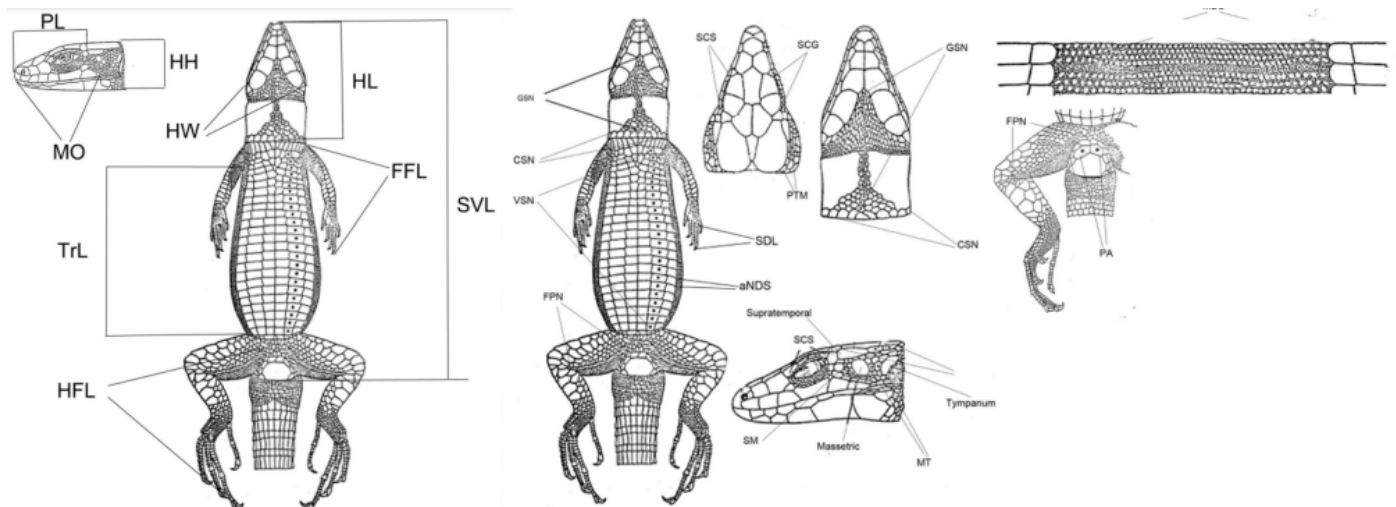 PL
HH
HL
HW
MO
FFL
SVL
TrL
HFL
GSN
CSN
VSN
FPN
SDL
aNDS
SCS
SCG
PTM
GSN
CSN
Supratemporal
SCS
Tympanum
SM
Massetric
MT
FPN
PA